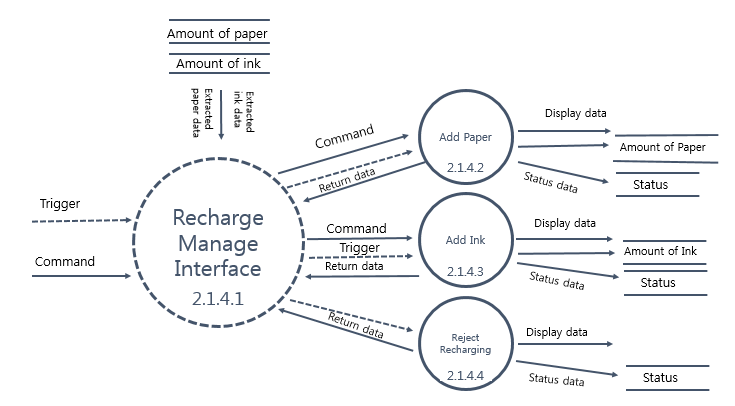 Amount of paper
Amount of ink
Extracted
paper data
Extracted
ink data
Trigger
Command
Recharge
Manage
Interface
2.1.4.1
Command
Return data
Add Paper
2.1.4.2
Display data
Amount of Paper
Status data
Status
Command
Trigger
Return data
Add Ink
2.1.4.3
Display data
Amount of Ink
Status data
Status
Return data
Reject
Recharging
2.1.4.4
Display data
Status data
Status